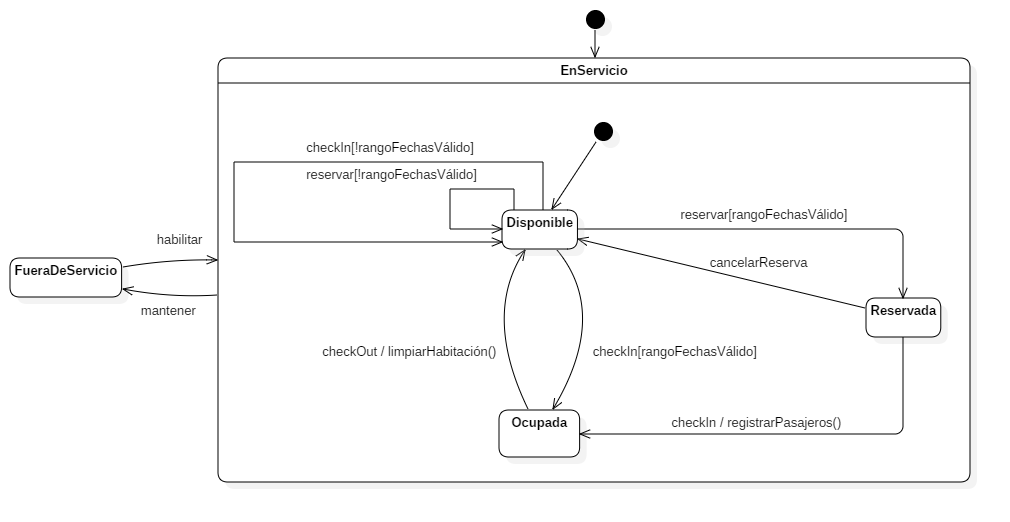 EnServicio
checkIn[!rangoFechasVálido]
reservar[!rangoFechasVálido]
Disponible
reservar[rangoFechasVálido]
habilitar
cancelarReserva
FueraDeServicio
mantener
Reservada
checkOut / limpiarHabitación()
checkIn[rangoFechasVálido]
Ocupada
checkIn / registrarPasajeros()